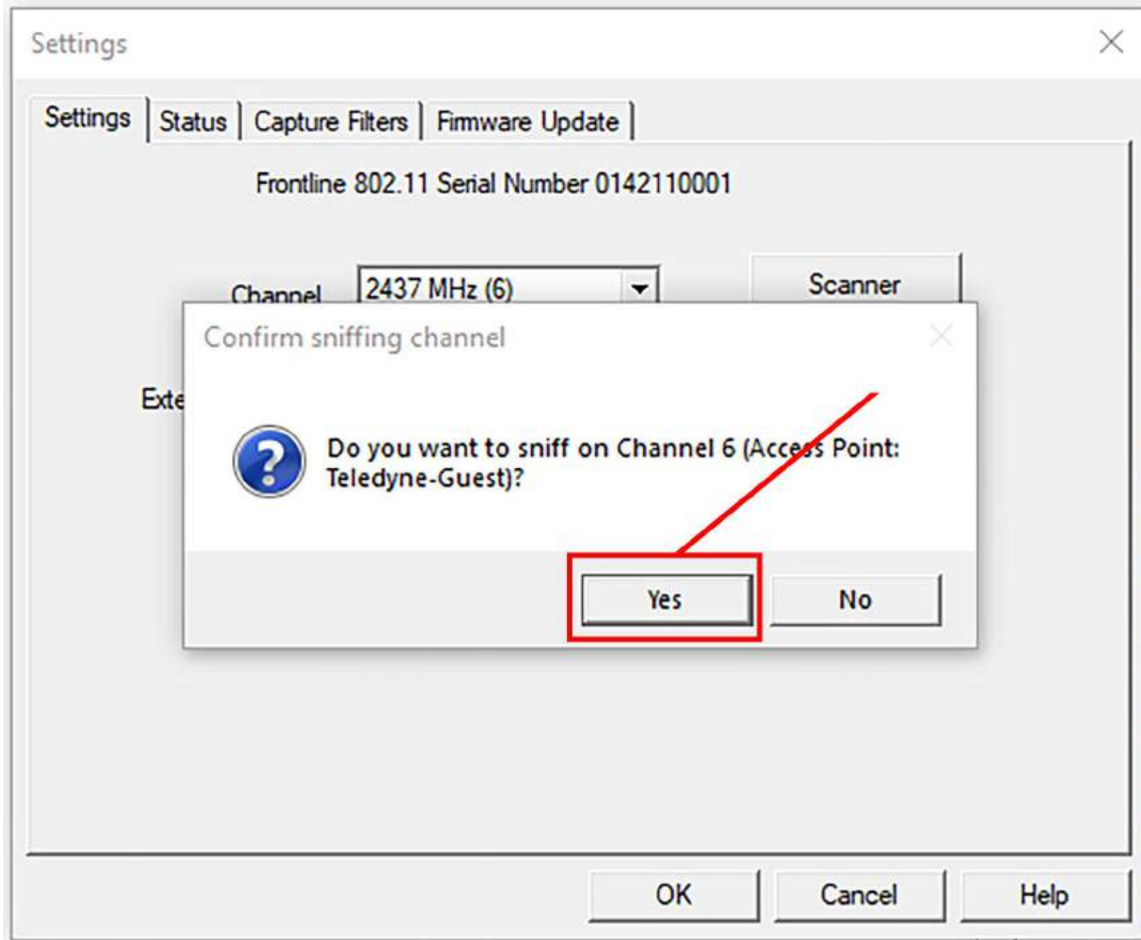 Settings
Settings Status Capture Filters Firmware Update
Frontline 802.11 Serial Number 0142110001
Channel 2437 MHz (6) Scanner
Confirm sniffing channel
Exte
Do you want to sniff on Channel 6 (Access Point:
Teledyne-Guest)?
Yes No
OK Cancel Help